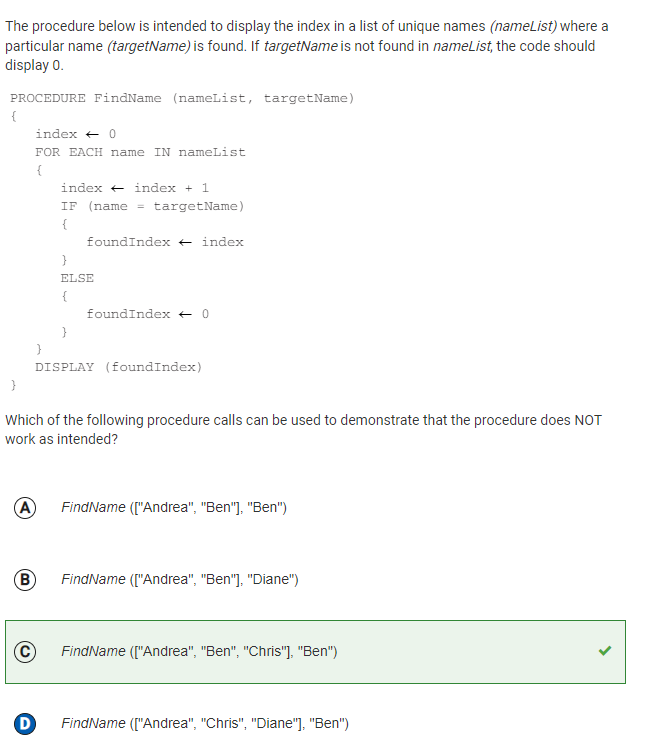 The procedure below is intended to display the index in a list of unique names (nameList) where a
particular name (targetName) is found. If targetName is not found in nameList, the code should
display 0.
PROCEDURE FindName (nameList, targetName)
{
index ← 0
FOR EACH name IN nameList
{
index ← index + 1
IF (name = targetName)
{
foundIndex ← index
}
ELSE
{
foundIndex ← 0
}
}
DISPLAY (foundIndex)
}
Which of the following procedure calls can be used to demonstrate that the procedure does NOT
work as intended?
A FindName (["Andrea", "Ben"], "Ben")
B FindName (["Andrea", "Ben"], "Diane")
C FindName (["Andrea", "Ben", "Chris"], "Ben")
D FindName (["Andrea", "Chris", "Diane"], "Ben")